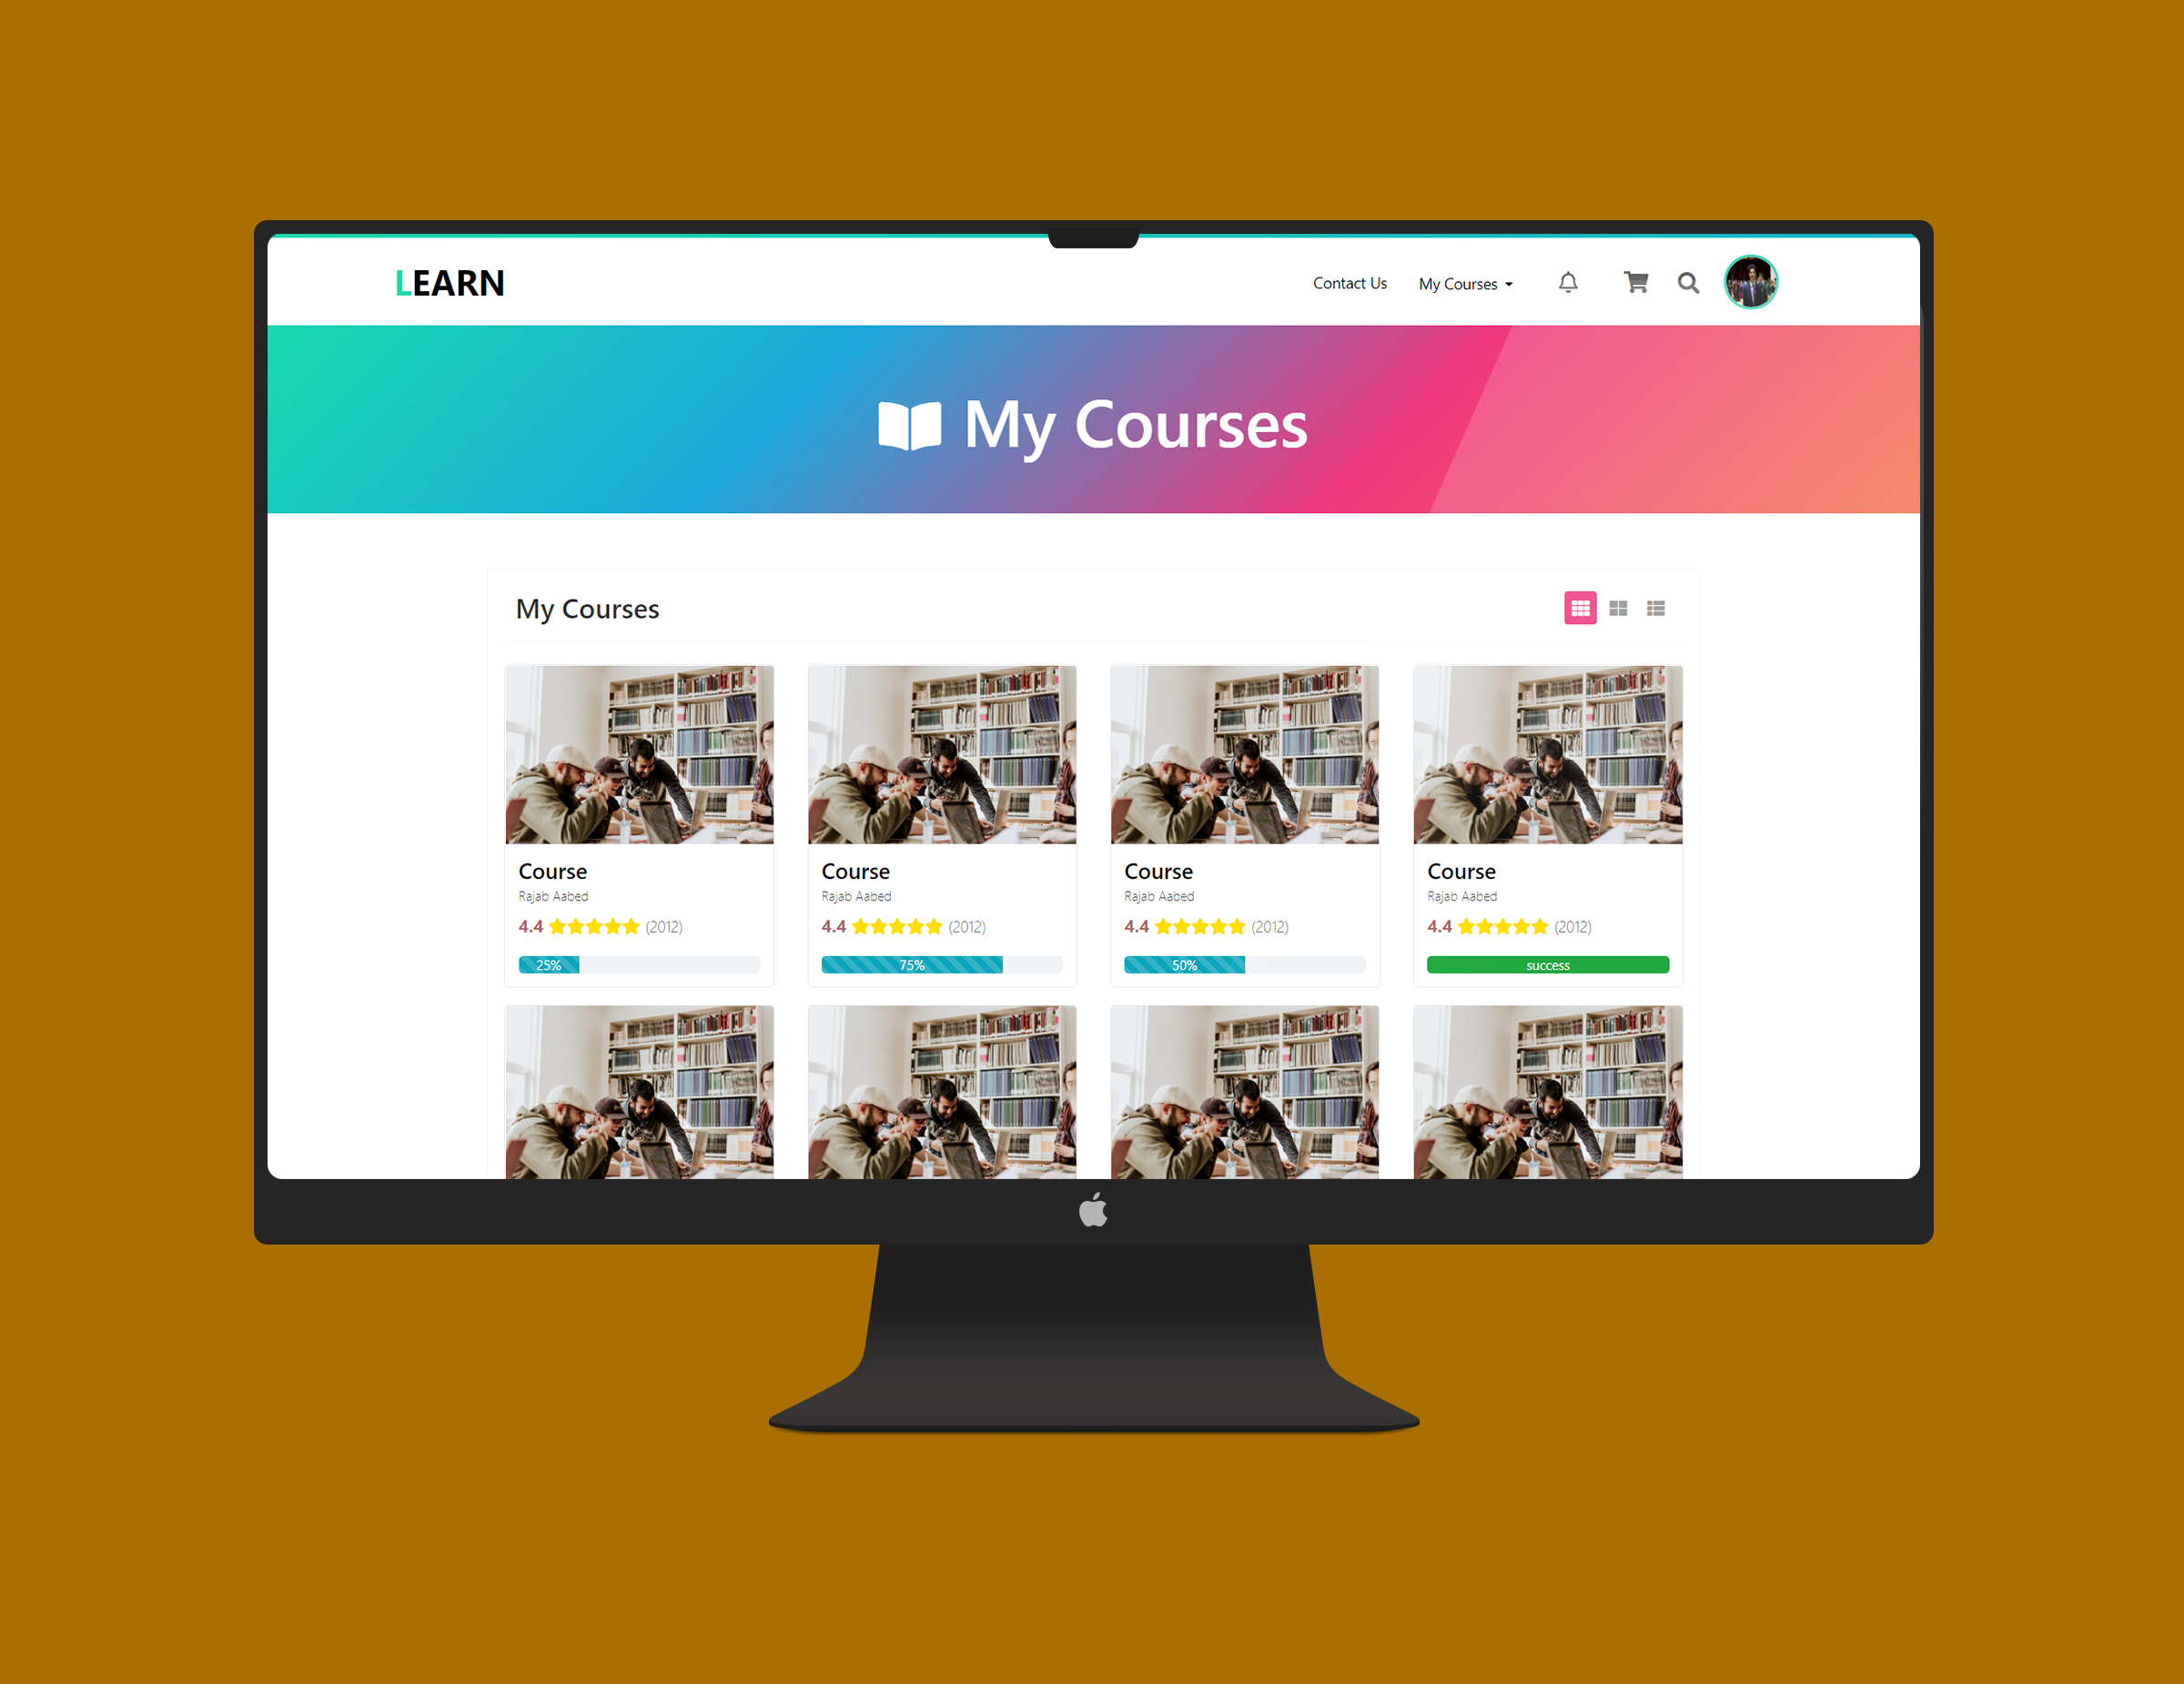 LEARN
Contact Us
My Courses
My Courses
My Courses
Course
Rajab Aabed
4.4 (2012)
25%
Course
Rajab Aabed
4.4 (2012)
75%
Course
Rajab Aabed
4.4 (2012)
50%
Course
Rajab Aabed
4.4 (2012)
success